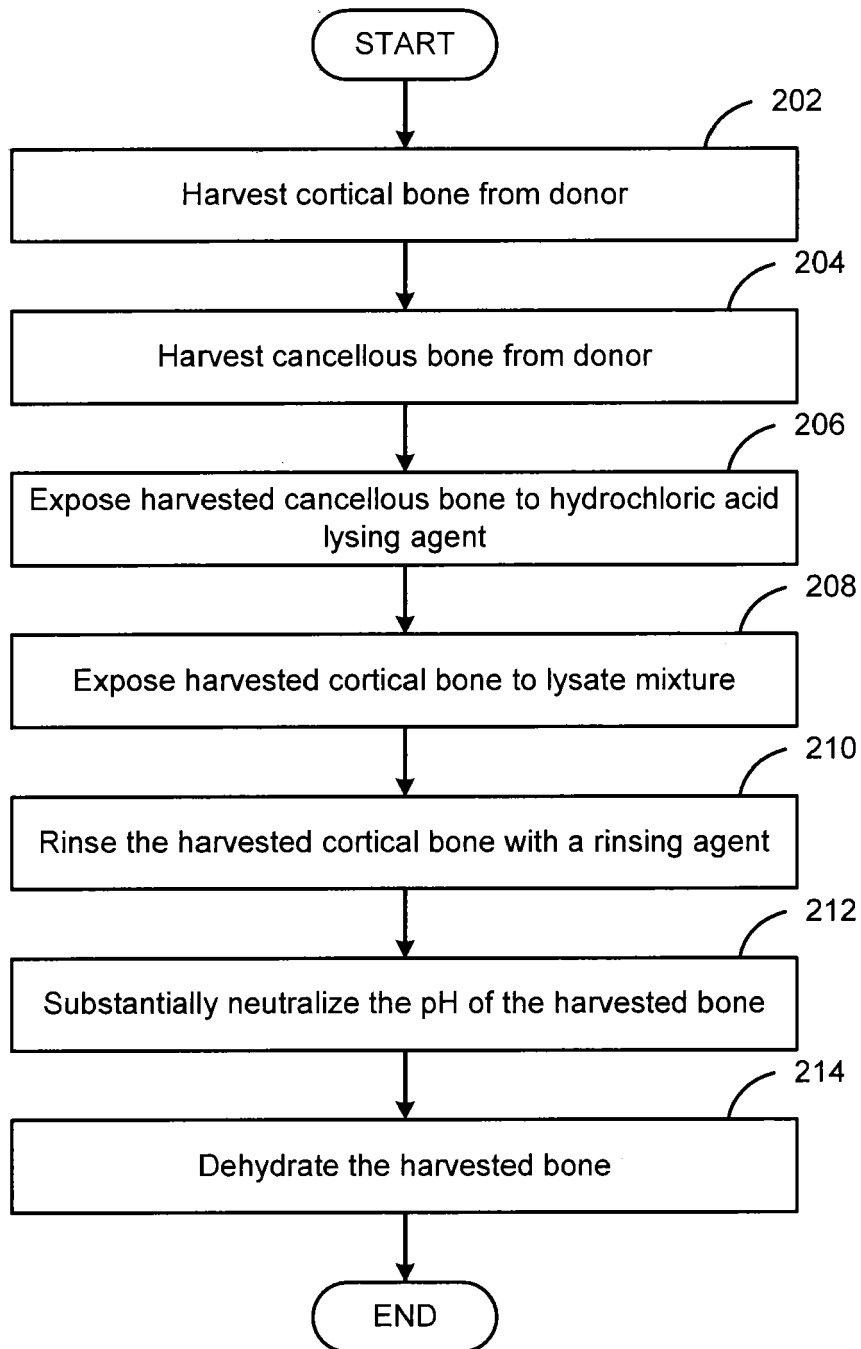 START
202
Harvest cortical bone from donor
204
Harvest cancellous bone from donor
206
Expose harvested cancellous bone to hydrochloric acid
lysing agent
208
Expose harvested cortical bone to lysate mixture
210
Rinse the harvested cortical bone with a rinsing agent
212
Substantially neutralize the pH of the harvested bone
214
Dehydrate the harvested bone
END